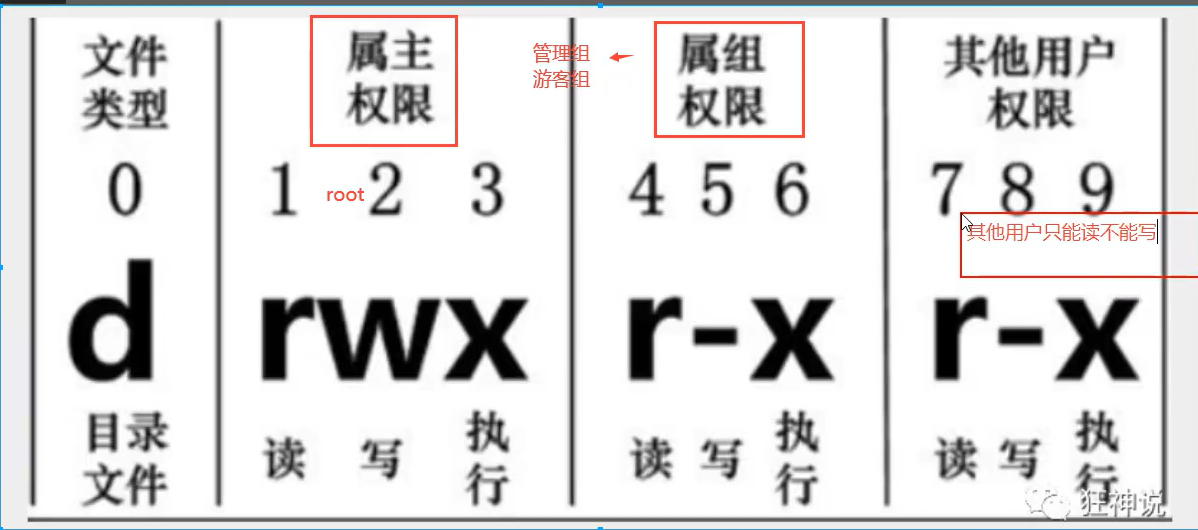 文件
类型
属主
权限
管理组
游客组
属组
权限
其他用户
权限
0
1 root 2 3
4 5 6
7 8 9
其他用户只能读不能写
d
rwx
r-x
r-x
目录
文件
读 写 执行
读 写 执行
读 写 执行
狂神说